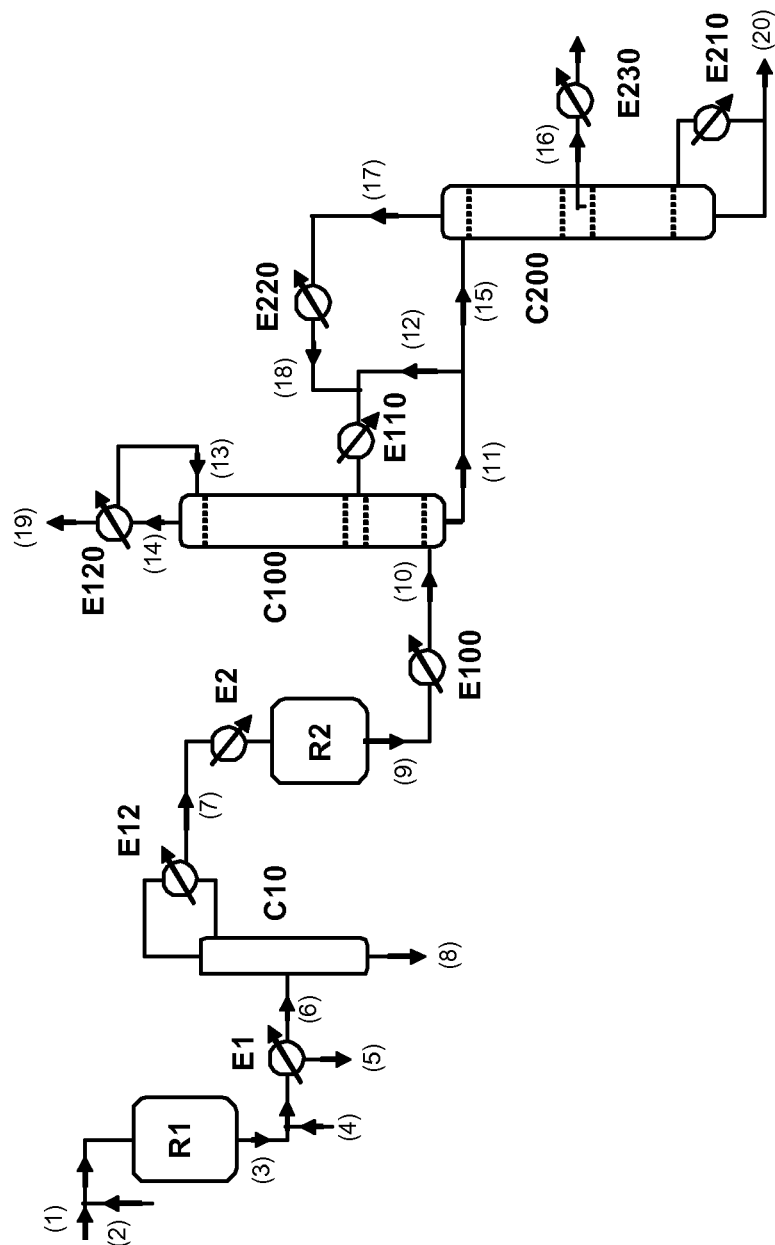 (1)
(2)
R1
(3)
(4)
E1
(5)
(6)
C10
(8)
E12
(7)
E2
R2
(9)
E100
(10)
C100
E120
(14)
(19)
(13)
E110
(11)
(12)
(18)
E220
(15)
C200
(17)
(16)
E230
E210
(20)